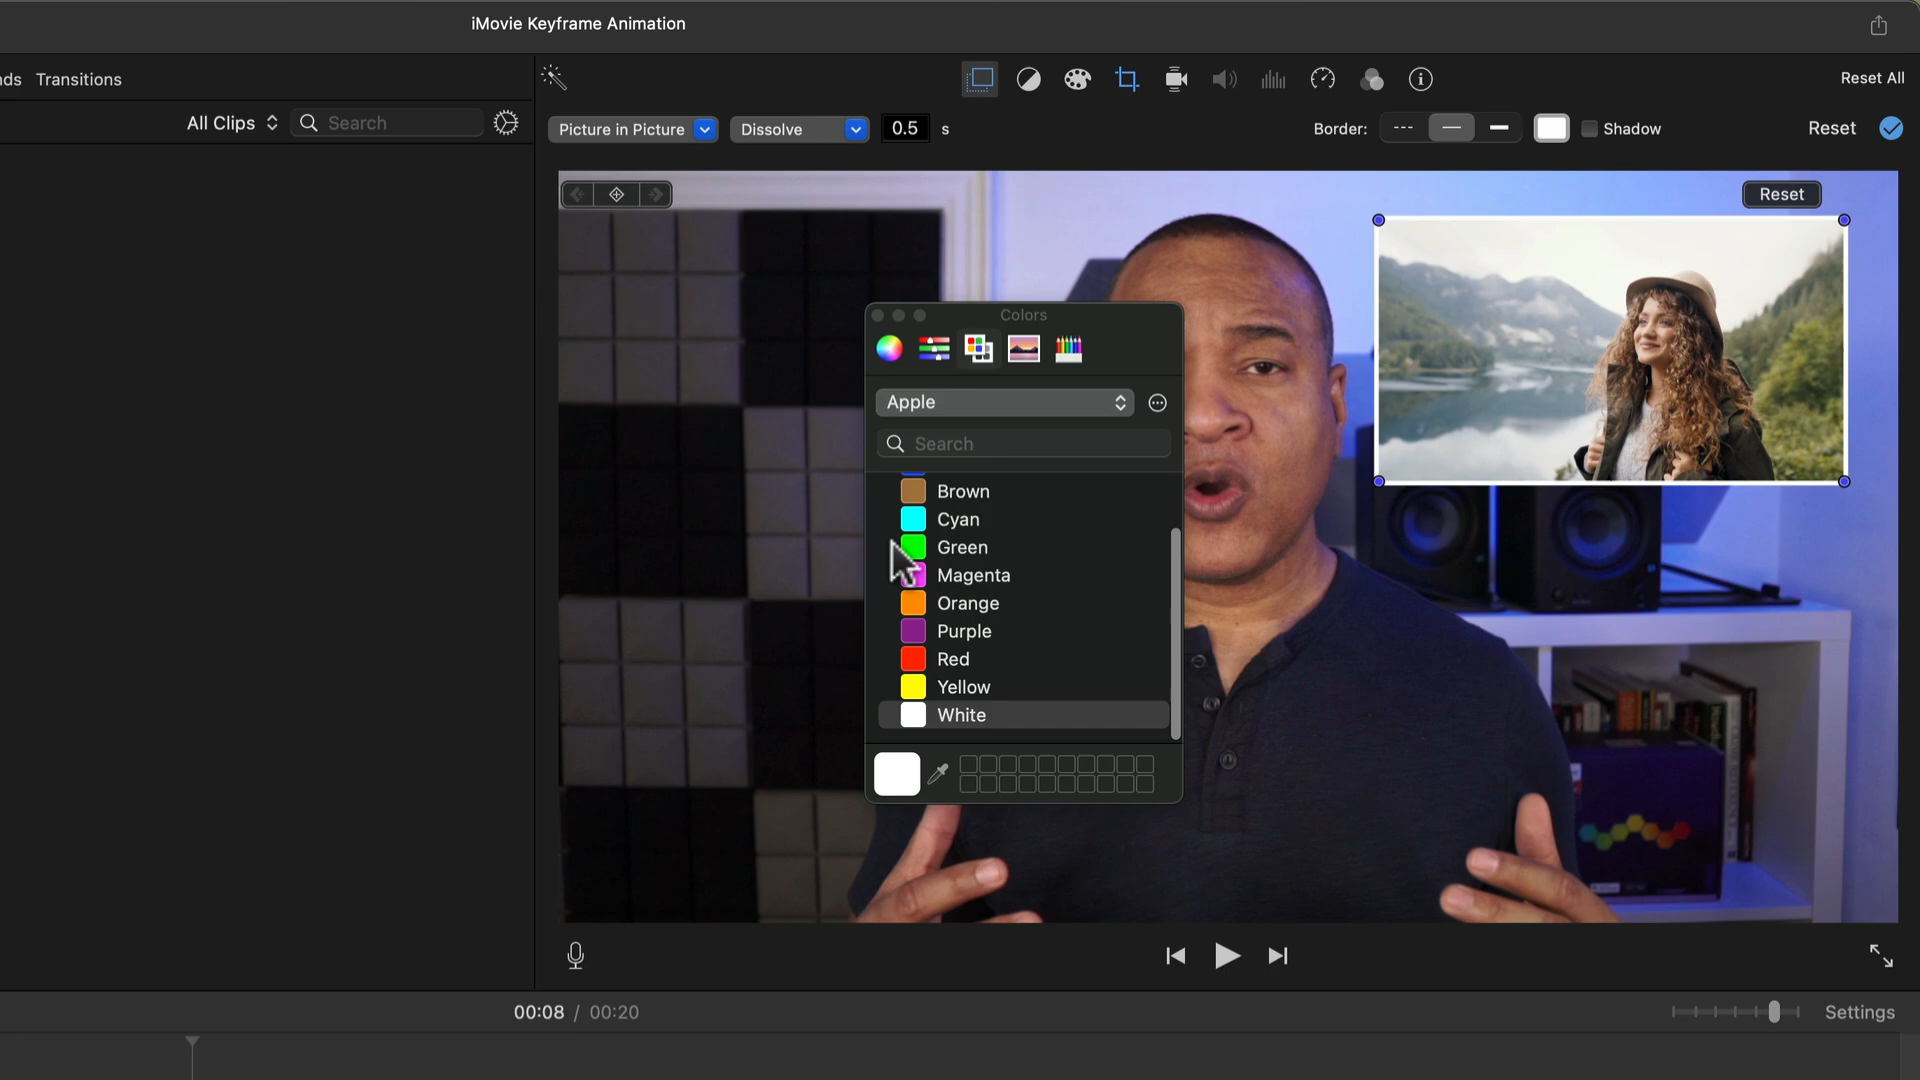 iMovie Keyframe Animation
Transitions
Reset All
All Clips
Search
Picture in Picture
Dissolve
0.5 s
Border:
Shadow
Reset
Reset
Colors
Apple
Search
Brown
Cyan
Green
Magenta
Orange
Purple
Red
Yellow
White
00:08 / 00:20
Settings